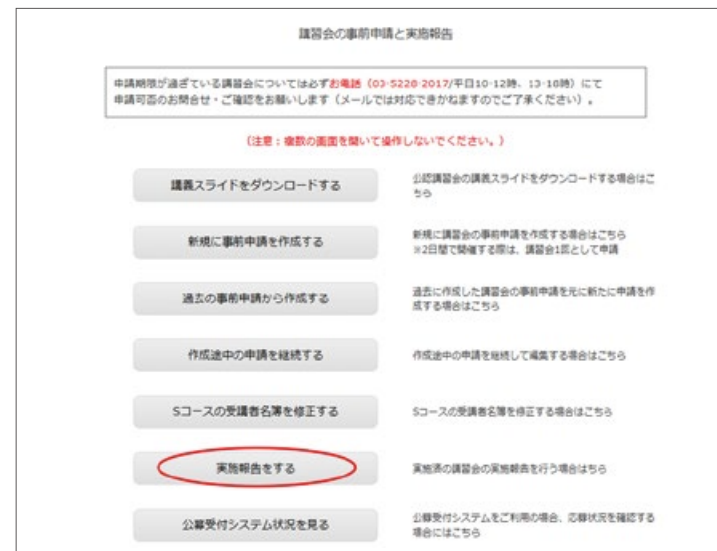 講習会の事前申請と実施報告
申請期限が過ぎている講習会については必ずお電話(03-5228-2017/平日10-12時、13-16時)にて
申請可否のお問合せ・ご確認をお願いします(メールでは対応できかねますのでご了承ください)。
(注意:複数の画面を開いて操作しないでください。)
講義スライドをダウンロードする
公認講習会の講義スライドをダウンロードする場合はこ
ちら
新規に事前申請を作成する
新規に講習会の事前申請を作成する場合はこちら
※2日間で開催する際は、講習会1回として申請
過去の事前申請から作成する
過去に作成した講習会の事前申請を元に新たに申請を作
成する場合はこちら
作成途中の申請を継続する
作成途中の申請を継続して編集する場合はこちら
Sコースの受講者名簿を修正する
Sコースの受講者名簿を修正する場合はこちら
実施報告をする
実施済の講習会の実施報告を行う場合はちら
公募受付システム状況を見る
公募受付システムをご利用の場合、応募状況を確認する
場合にはこちら